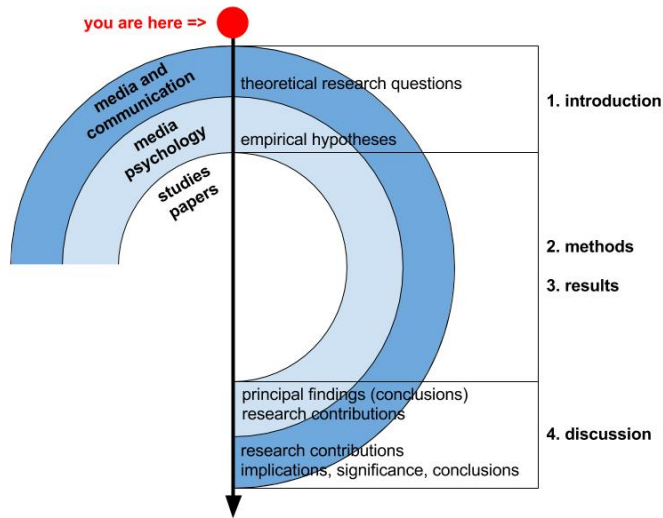 you are here =>
media and
communication
theoretical research questions
1. introduction
media
psychology
empirical hypotheses
studies
papers
2. methods
3. results
principal findings (conclusions)
research contributions
4. discussion
research contributions
implications, significance, conclusions